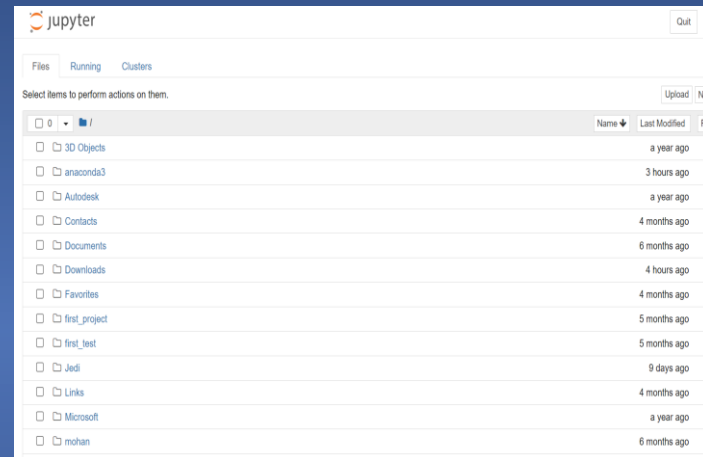 jupyter Quit
Files Running Clusters
Select items to perform actions on them. Upload N
0 / Name Last Modified
3D Objects a year ago
anaconda3 3 hours ago
Autodesk a year ago
Contacts 4 months ago
Documents 6 months ago
Downloads 4 hours ago
Favorites 4 months ago
first_project 5 months ago
first_test 5 months ago
Jedi 9 days ago
Links 4 months ago
Microsoft a year ago
mohan 6 months ago